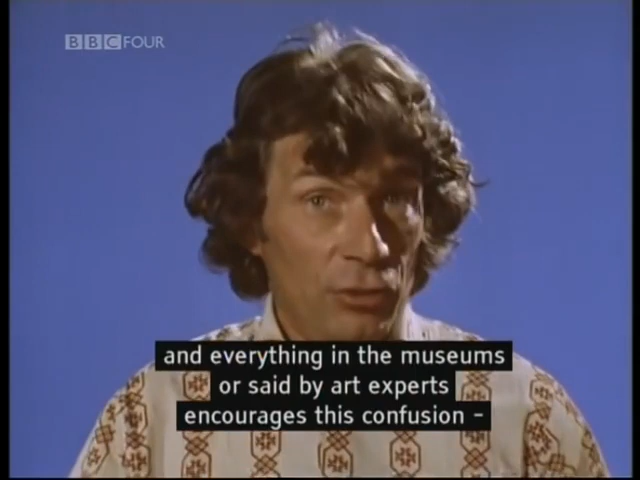 BBC FOUR
and everything in the museums
or said by art experts
encourages this confusion –